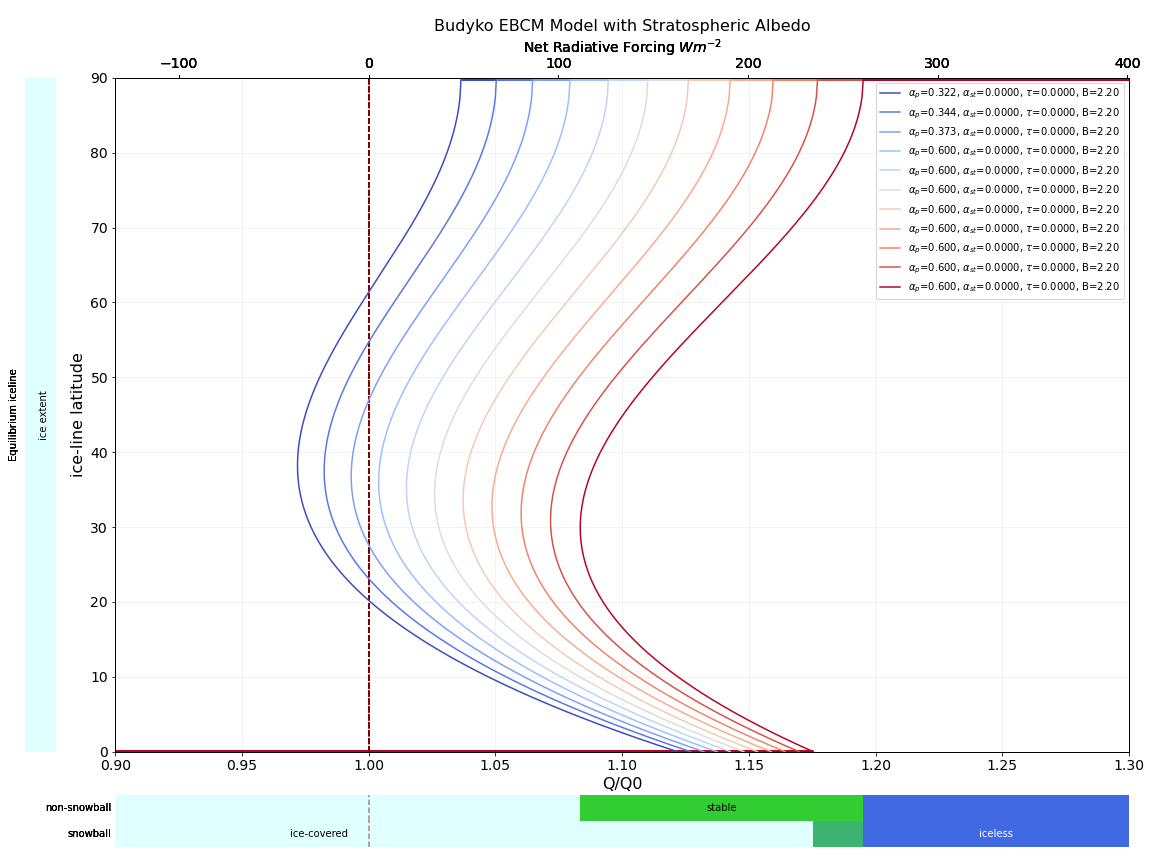 Budyko EBCM Model with Stratospheric Albedo
Net Radiative Forcing Wm⁻²
−100 0 100 200 300 400
90
80
70
60
50
40
30
20
10
0
ice-line latitude
Equilibrium iceline
ice extent
αp=0.322, αst=0.0000, τ=0.0000, B=2.20
αp=0.344, αst=0.0000, τ=0.0000, B=2.20
αp=0.373, αst=0.0000, τ=0.0000, B=2.20
αp=0.600, αst=0.0000, τ=0.0000, B=2.20
αp=0.600, αst=0.0000, τ=0.0000, B=2.20
αp=0.600, αst=0.0000, τ=0.0000, B=2.20
αp=0.600, αst=0.0000, τ=0.0000, B=2.20
αp=0.600, αst=0.0000, τ=0.0000, B=2.20
αp=0.600, αst=0.0000, τ=0.0000, B=2.20
αp=0.600, αst=0.0000, τ=0.0000, B=2.20
αp=0.600, αst=0.0000, τ=0.0000, B=2.20
0.90 0.95 1.00 1.05 1.10 1.15 1.20 1.25 1.30
Q/Q0
non-snowball stable
snowball ice-covered iceless